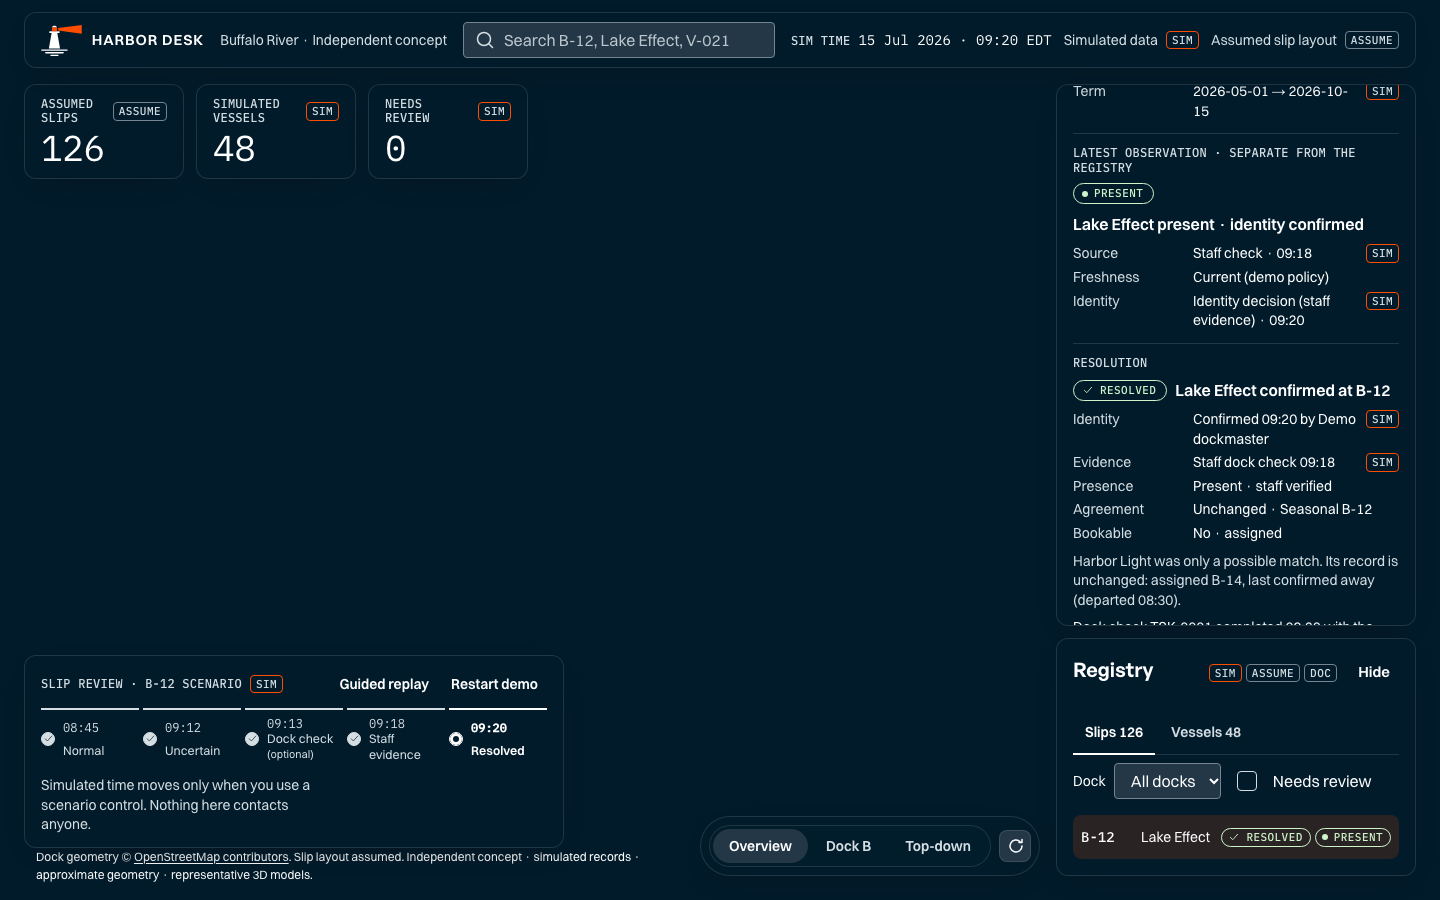 HARBOR DESK
Buffalo River · Independent concept
Search B-12, Lake Effect, V-021
SIM TIME 15 Jul 2026 · 09:20 EDT
Simulated data SIM
Assumed slip layout ASSUME
ASSUMED SLIPS ASSUME
126
SIMULATED VESSELS SIM
48
NEEDS REVIEW SIM
0
Term 2026-05-01 → 2026-10-15 SIM
LATEST OBSERVATION · SEPARATE FROM THE
REGISTRY
PRESENT
Lake Effect present · identity confirmed
Source Staff check · 09:18 SIM
Freshness Current (demo policy)
Identity Identity decision (staff SIM
evidence) · 09:20
RESOLUTION
RESOLVED Lake Effect confirmed at B-12
Identity Confirmed 09:20 by Demo SIM
dockmaster
Evidence Staff dock check 09:18 SIM
Presence Present · staff verified
Agreement Unchanged · Seasonal B-12
Bookable No · assigned
Harbor Light was only a possible match. Its record is
unchanged: assigned B-14, last confirmed away
(departed 08:30).
SLIP REVIEW · B-12 SCENARIO SIM
Guided replay
Restart demo
08:45
Normal
09:12
Uncertain
09:13
Dock check
(optional)
09:18
Staff
evidence
09:20
Resolved
Simulated time moves only when you use a
scenario control. Nothing here contacts
anyone.
Dock geometry © OpenStreetMap contributors. Slip layout assumed. Independent concept · simulated records ·
approximate geometry · representative 3D models.
Overview
Dock B
Top-down
Registry SIM ASSUME DOC Hide
Slips 126
Vessels 48
Dock All docks Needs review
B-12 Lake Effect RESOLVED PRESENT